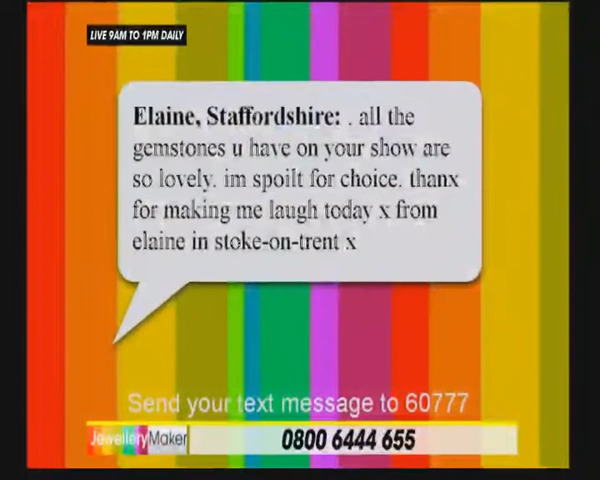 LIVE 9AM TO 1PM DAILY
Elaine, Staffordshire: . all the
gemstones u have on your show are
so lovely. im spoilt for choice. thanx
for making me laugh today x from
elaine in stoke-on-trent x
Send your text message to 60777
JewelleryMaker 0800 6444 655